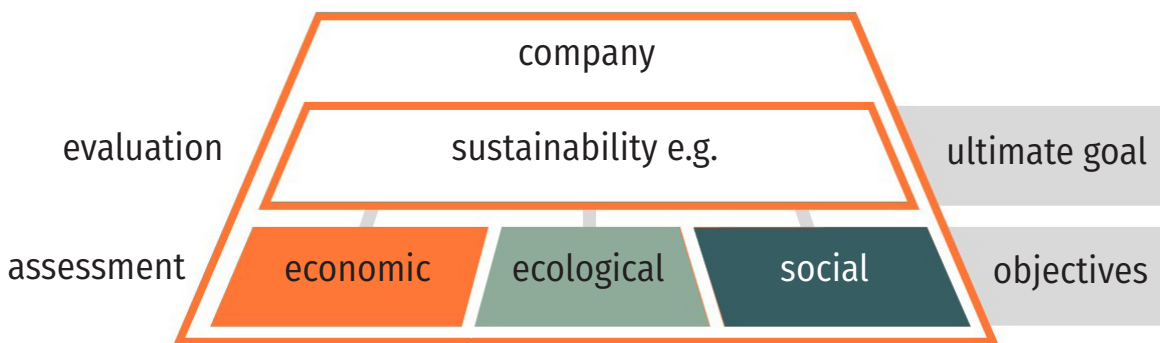 company
evaluation sustainability e.g. ultimate goal
assessment economic ecological social objectives